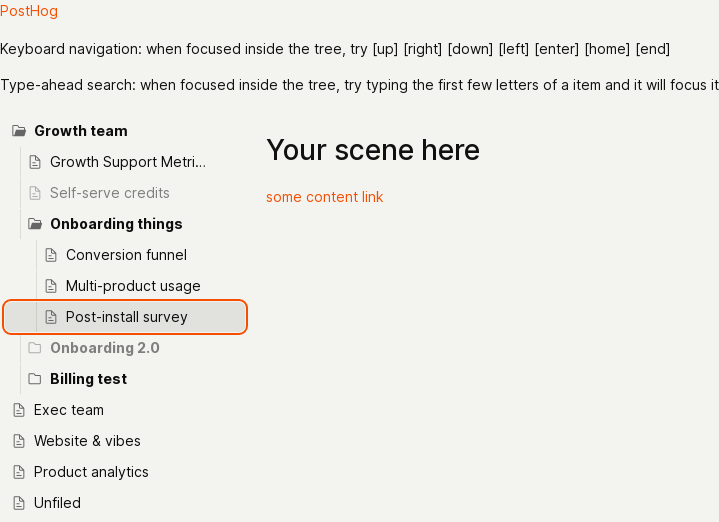 PostHog
Keyboard navigation: when focused inside the tree, try [up] [right] [down] [left] [enter] [home] [end]
Type-ahead search: when focused inside the tree, try typing the first few letters of a item and it will focus it
Growth team
Growth Support Metri...
Self-serve credits
Onboarding things
Conversion funnel
Multi-product usage
Post-install survey
Onboarding 2.0
Billing test
Exec team
Website & vibes
Product analytics
Unfiled
Your scene here
some content link